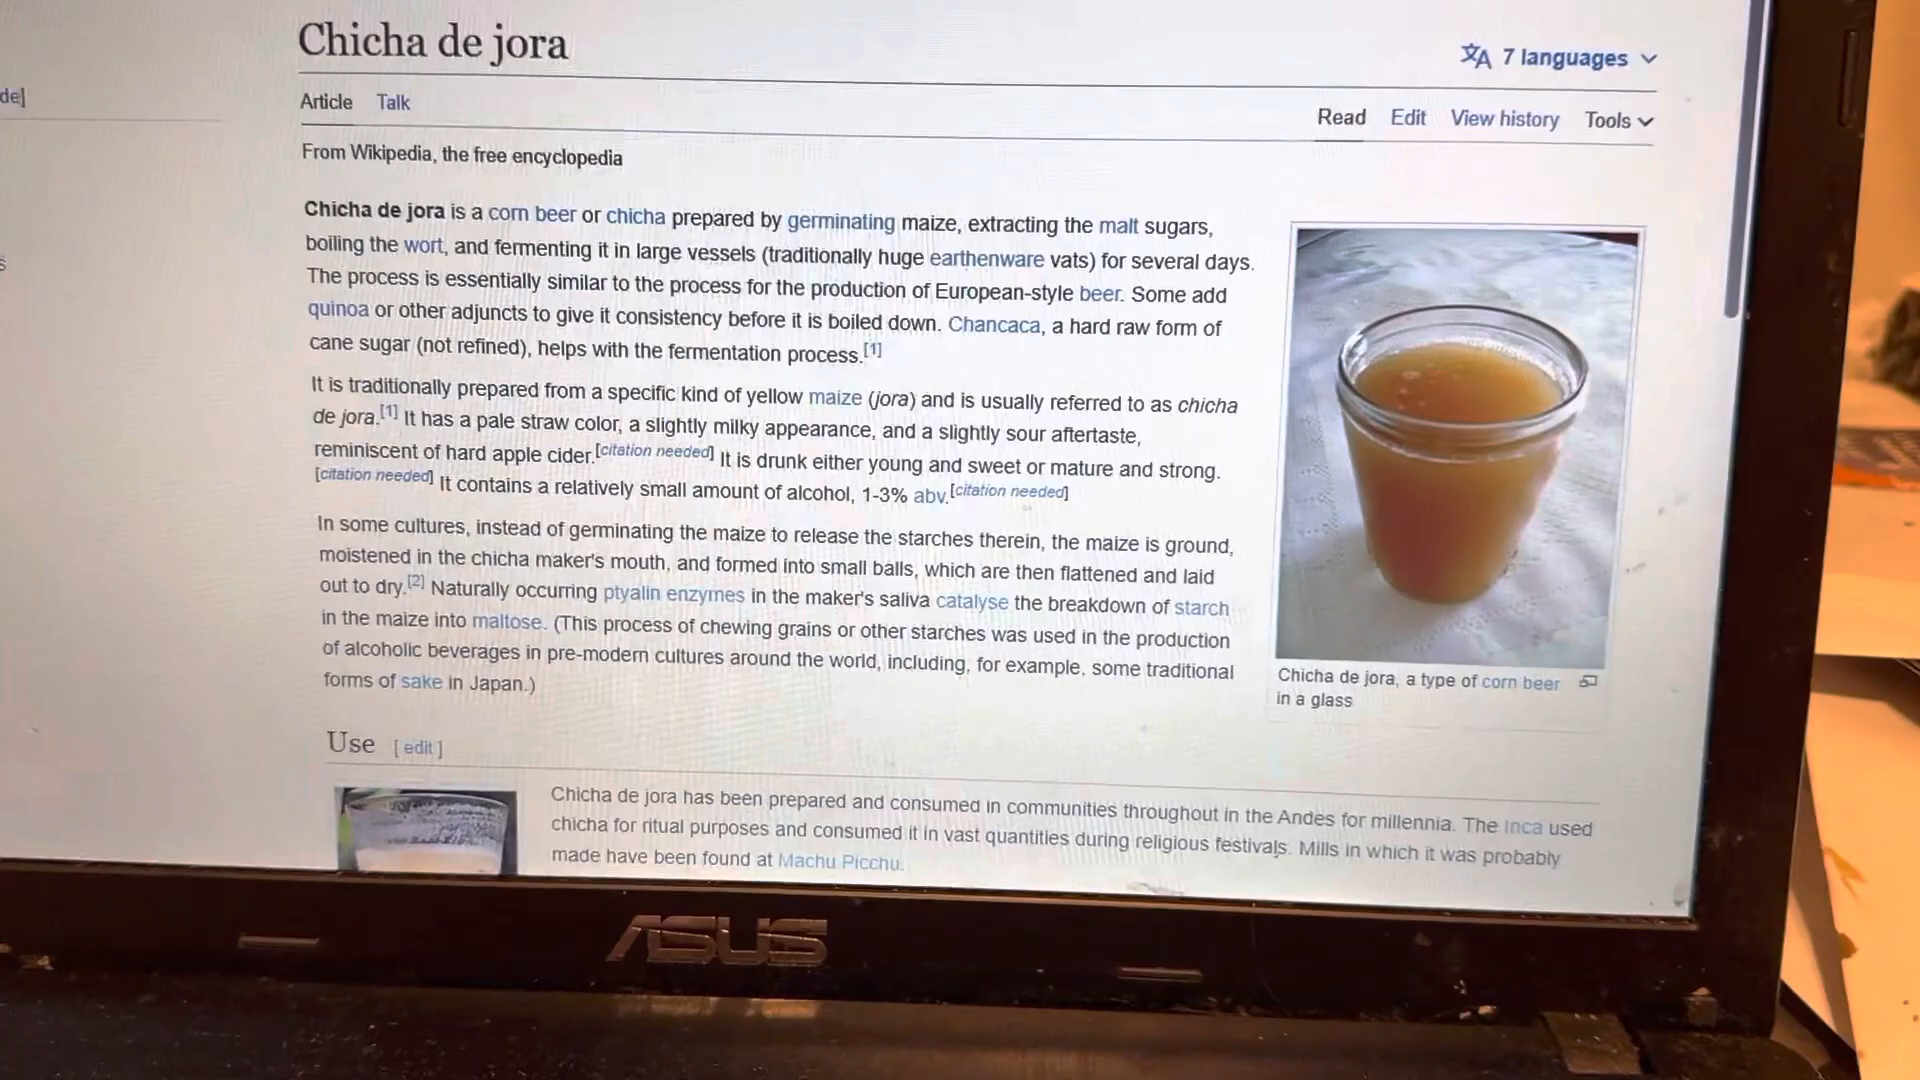 Chicha de jora
7 languages
de]
Article Talk
Read Edit View history Tools
From Wikipedia, the free encyclopedia
Chicha de jora is a corn beer or chicha prepared by germinating maize, extracting the malt sugars,
boiling the wort, and fermenting it in large vessels (traditionally huge earthenware vats) for several days.
The process is essentially similar to the process for the production of European-style beer. Some add
quinoa or other adjuncts to give it consistency before it is boiled down. Chancaca, a hard raw form of
cane sugar (not refined), helps with the fermentation process.[1]
It is traditionally prepared from a specific kind of yellow maize (jora) and is usually referred to as chicha
de jora.[1] It has a pale straw color, a slightly milky appearance, and a slightly sour aftertaste,
reminiscent of hard apple cider.[citation needed] It is drunk either young and sweet or mature and strong.
[citation needed] It contains a relatively small amount of alcohol, 1-3% abv.[citation needed]
In some cultures, instead of germinating the maize to release the starches therein, the maize is ground,
moistened in the chicha maker's mouth, and formed into small balls, which are then flattened and laid
out to dry.[2] Naturally occurring ptyalin enzymes in the maker's saliva catalyse the breakdown of starch
in the maize into maltose. (This process of chewing grains or other starches was used in the production
of alcoholic beverages in pre-modern cultures around the world, including, for example, some traditional
forms of sake in Japan.)
Chicha de jora, a type of corn beer
in a glass
Use [ edit ]
Chicha de jora has been prepared and consumed in communities throughout in the Andes for millennia. The Inca used
chicha for ritual purposes and consumed it in vast quantities during religious festivals. Mills in which it was probably
made have been found at Machu Picchu.
ASUS